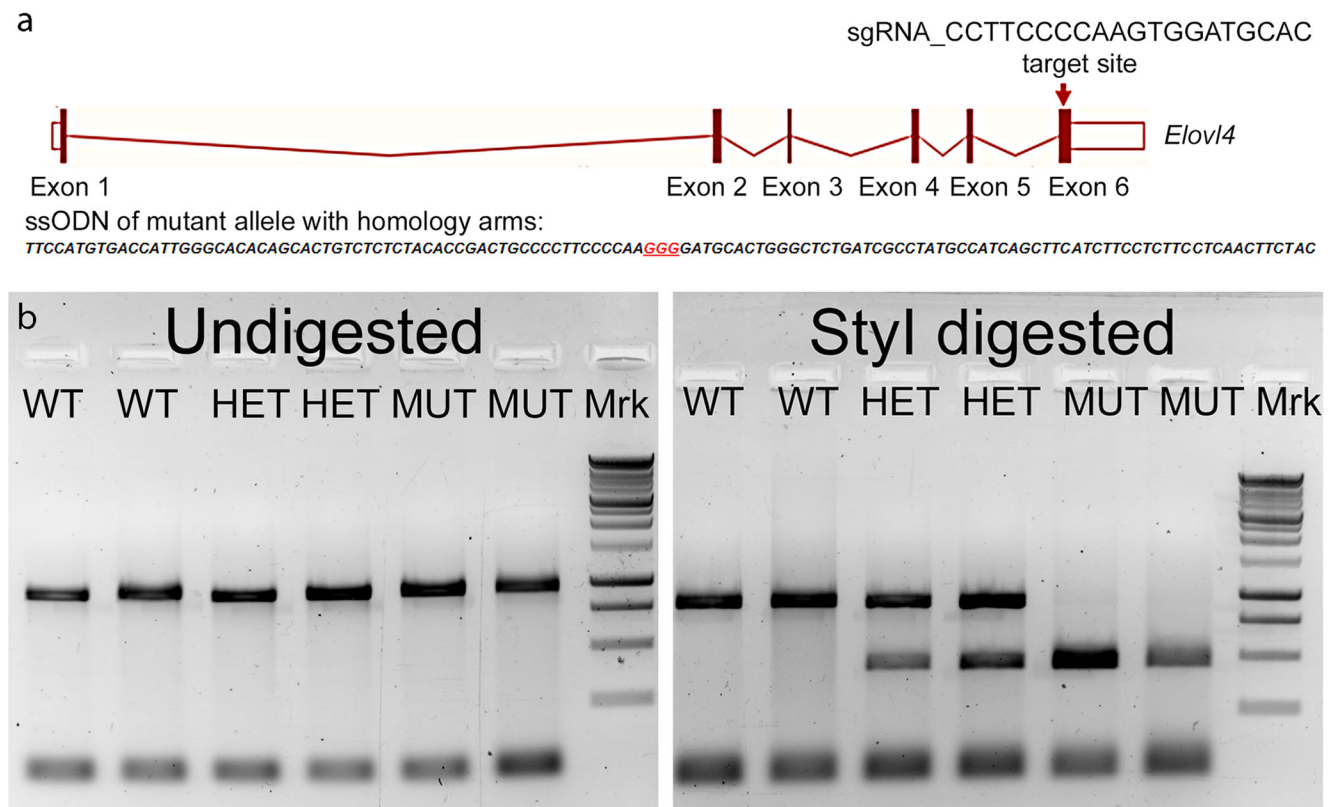 a
sgRNA_CCTTCCCCAAGTGGATGCAC
target site
Elovl4
Exon 1 Exon 2 Exon 3 Exon 4 Exon 5 Exon 6
ssODN of mutant allele with homology arms:
TTCCATGTGACCATTGGGCACACAGCACTGTCTCTCTACACCGACTGCCCCTTCCCCAAGGGGATGCACTGGGCTCTGATCGCCTATGCCATCAGCTTCATCTTCCTCTTCCTCAACTTCTAC
b
Undigested
WT WT HET HET MUT MUT Mrk
StyI digested
WT WT HET HET MUT MUT Mrk